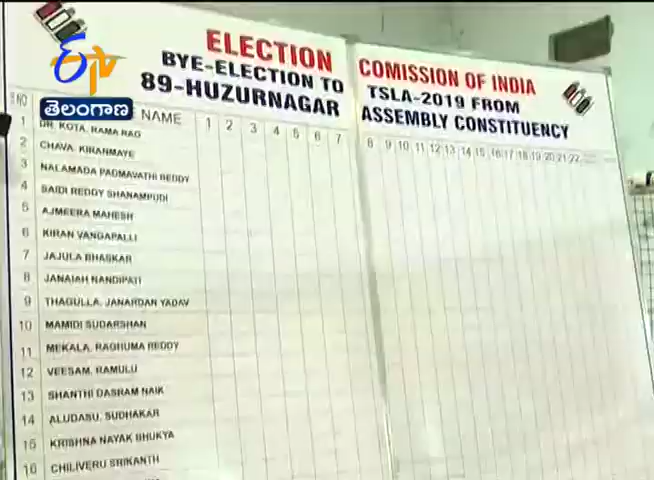 ETV
తెలంగాణ
ELECTION COMISSION OF INDIA
BYE-ELECTION TO TSLA-2019 FROM
89-HUZURNAGAR ASSEMBLY CONSTITUENCY
NAME 1 2 3 4 5 6 7 8 9 10 11 12 13 14 15 16 17 18 19 20 21 22
1 DR. KOTA. RAMA RAO
2 CHAVA. KIRANMAYE
3 NALAMADA PADMAVATHI REDDY
4 SAIDI REDDY SHANAMPUDI
5 AJMEERA MAHESH
6 KIRAN VANGAPALLI
7 JAJULA BHASKAR
8 JANAIAH NANDIPATI
9 THAGULLA. JANARDAN YADAV
10 MAMIDI SUDARSHAN
11 MEKALA. RAGHUMA REDDY
12 VEESAM. RAMULU
13 SHANTHI DASRAM NAIK
14 ALUDASU. SUDHAKAR
15 KRISHNA NAYAK BHUKYA
16 CHILIVERU SRIKANTH